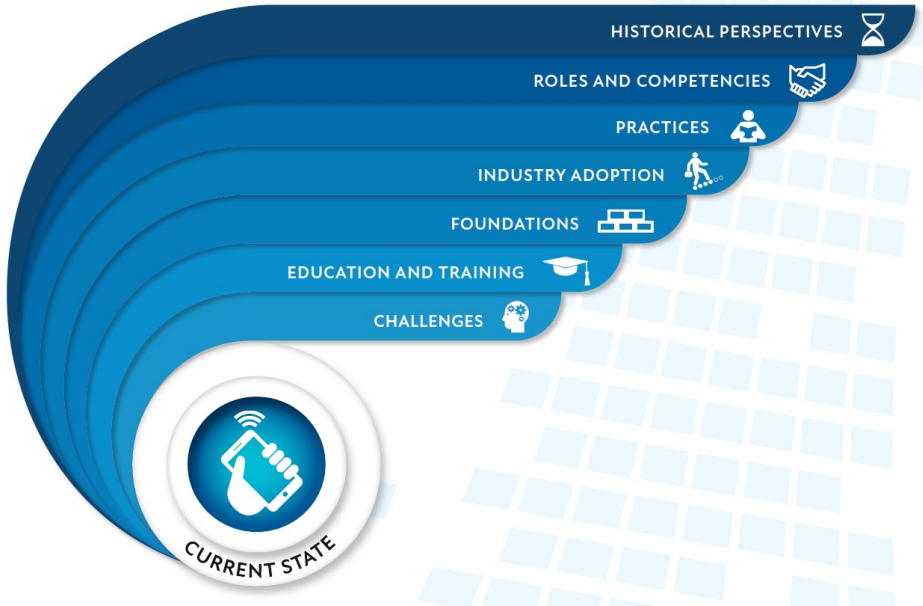 HISTORICAL PERSPECTIVES
ROLES AND COMPETENCIES
PRACTICES
INDUSTRY ADOPTION
FOUNDATIONS
EDUCATION AND TRAINING
CHALLENGES
CURRENT STATE